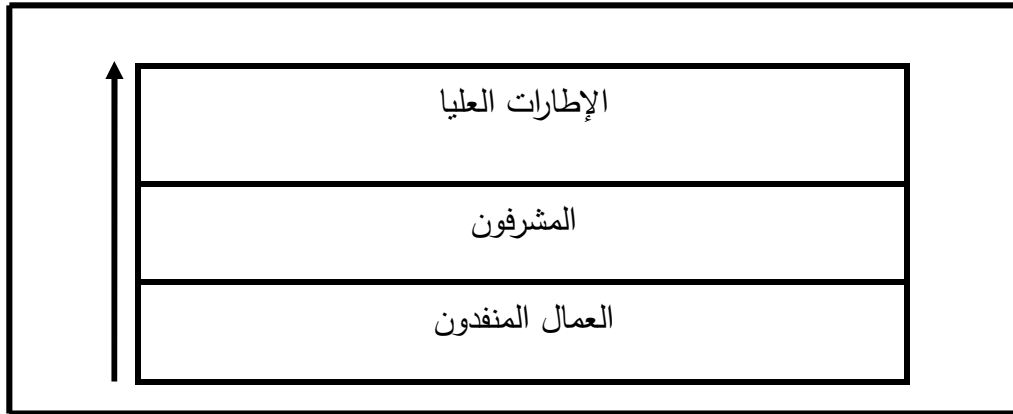 الإطارات العليا
المشرفون
العمال المنفدون